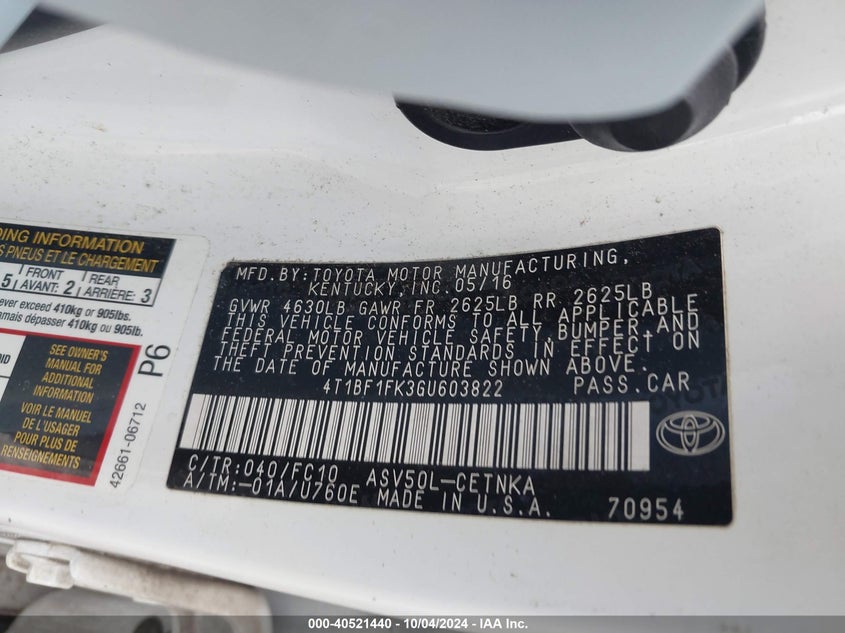 DING INFORMATION
S PNEUS ET LE CHARGEMENT
5 FRONT AVANT: 2 REAR ARRIÈRE: 3
never exceed 410kg or 905lbs.
jamais dépasser 410kg ou 905lb.
SEE OWNER'S
MANUAL FOR
ADDITIONAL
INFORMATION
VOIR LE MANUEL
DE L'USAGER
POUR PLUS DE
RENSEIGNEMENTS
P6
42661-06712
MFD. BY: TOYOTA MOTOR MANUFACTURING,
KENTUCKY, INC. 05/16
GVWR 4630LB GAWR FR 2625LB RR 2625LB
THIS VEHICLE CONFORMS TO ALL APPLICABLE
FEDERAL MOTOR VEHICLE SAFETY, BUMPER, AND
THEFT PREVENTION STANDARDS IN EFFECT ON
THE DATE OF MANUFACTURE SHOWN ABOVE.
4T1BF1FK3GU603822 PASS. CAR
TOYOTA
C/TR: 040/FC10 ASV50L-CETNKA
A/TM: -01A/U760E MADE IN U.S.A.
70954
000-40521440 - 10/04/2024 - IAA Inc.